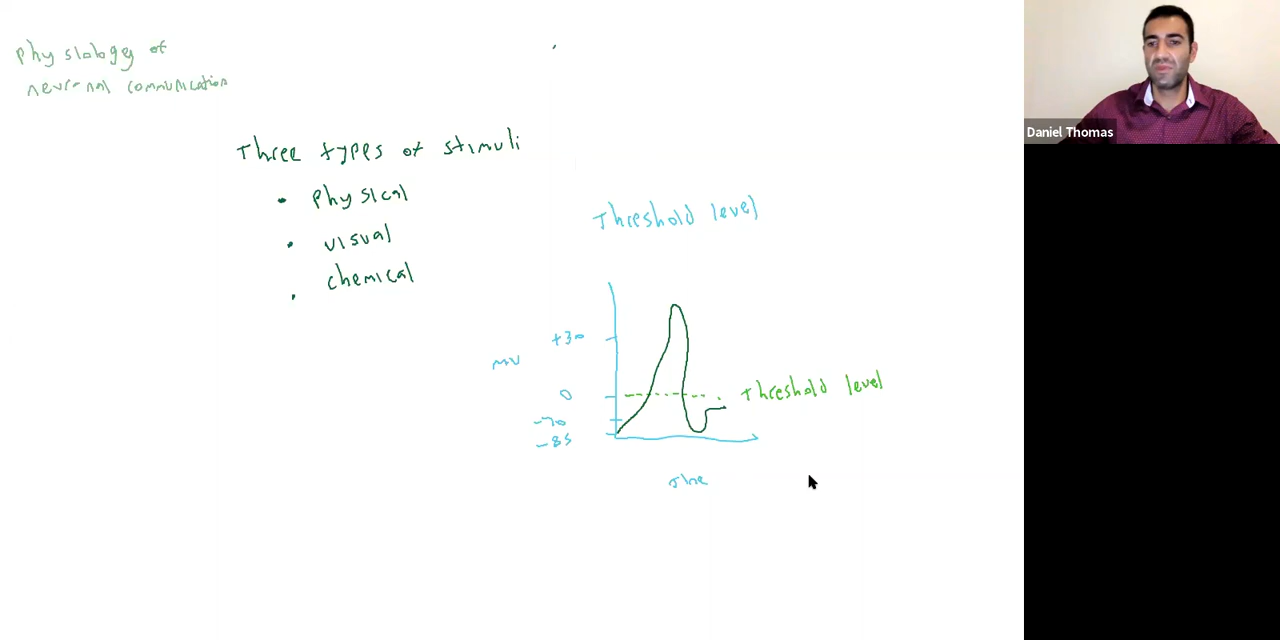 Physiology of
neuronal communication
Three types of stimuli
• Physical
• visual
• chemical
Threshold level
+30
mv
0
Threshold level
-70
-85
Time
Daniel Thomas